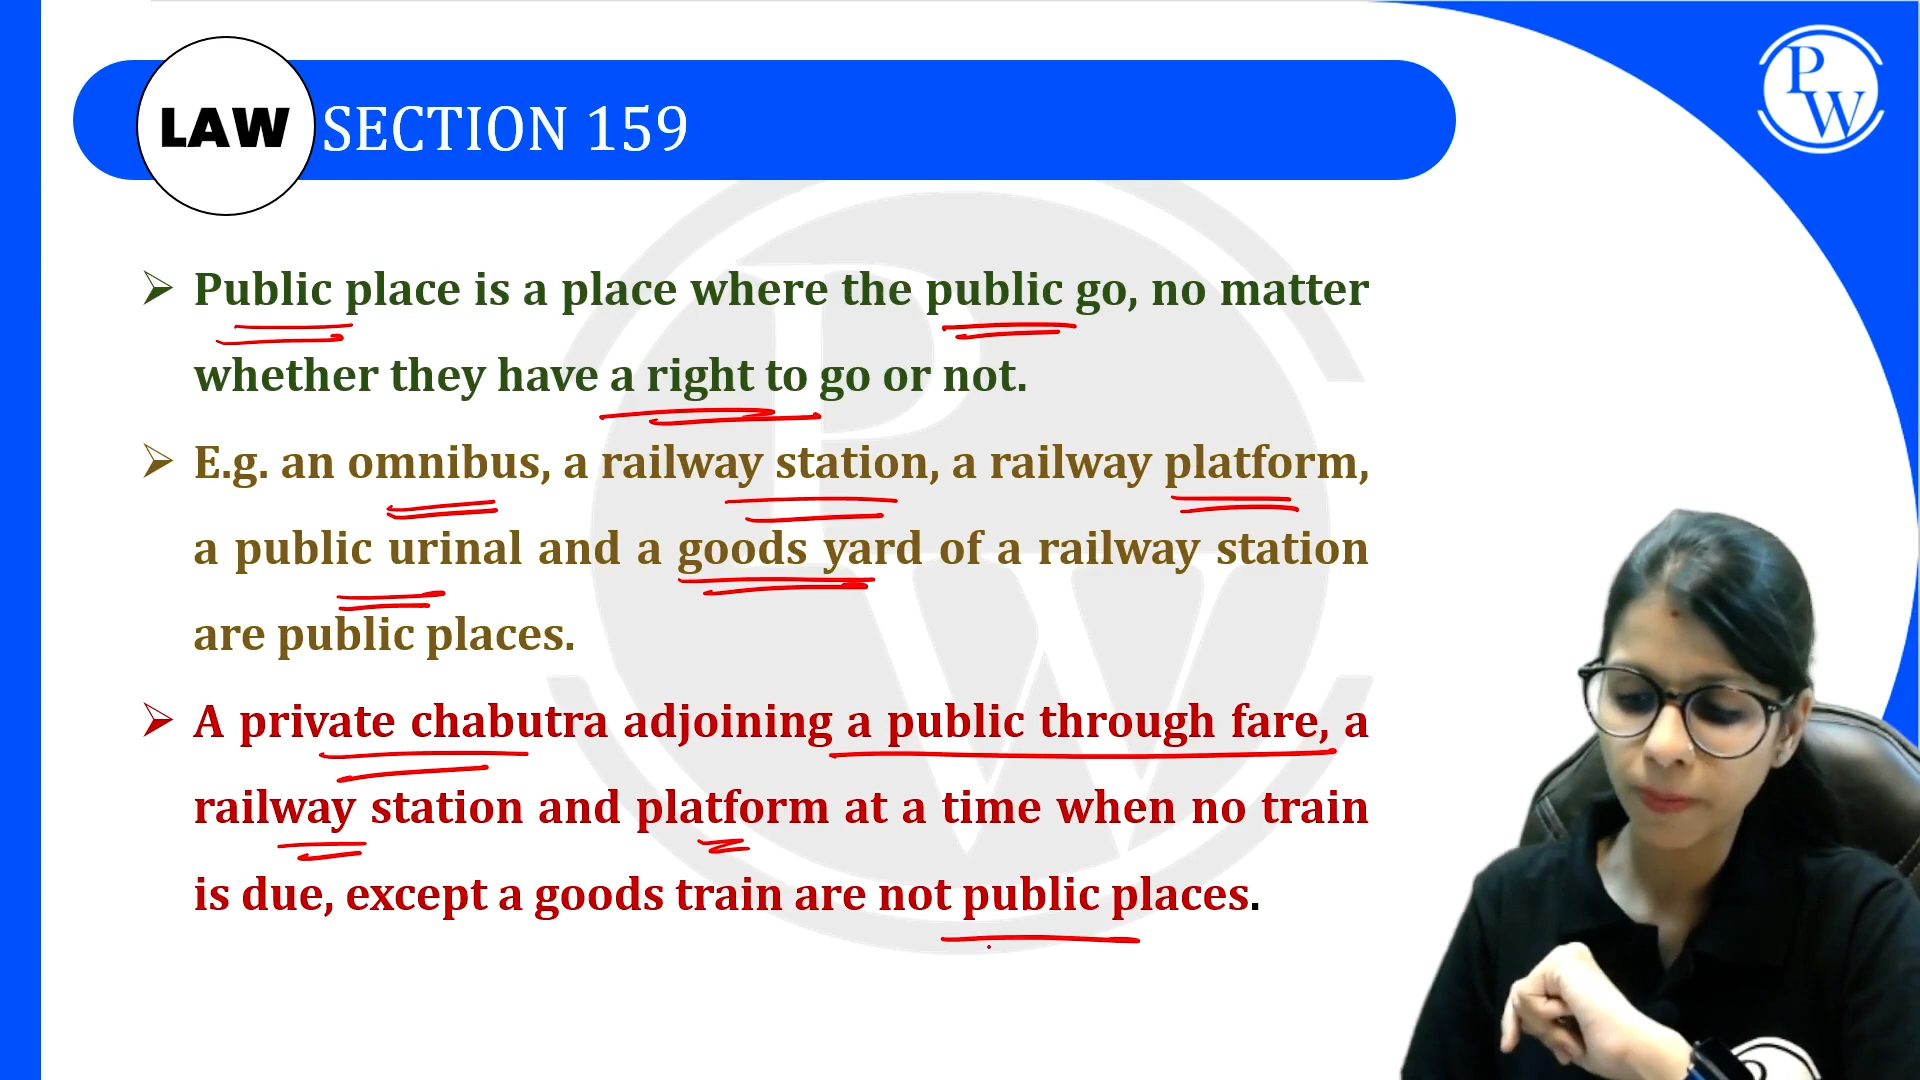 LAW SECTION 159
PW
➢ Public place is a place where the public go, no matter
whether they have a right to go or not.
➢ E.g. an omnibus, a railway station, a railway platform,
a public urinal and a goods yard of a railway station
are public places.
➢ A private chabutra adjoining a public through fare, a
railway station and platform at a time when no train
is due, except a goods train are not public places.